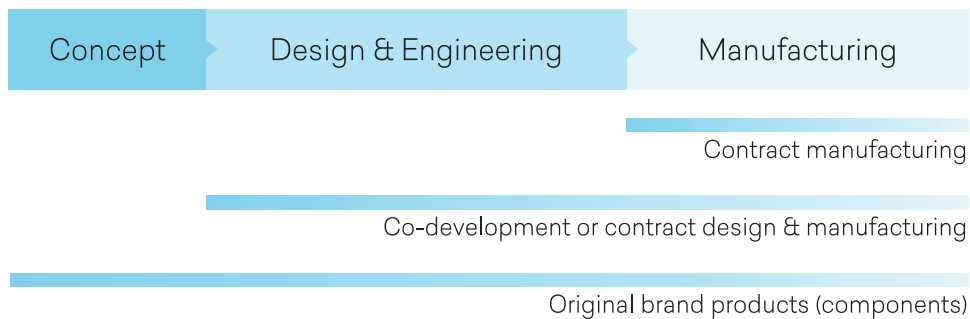 Concept
Design & Engineering
Manufacturing
Contract manufacturing
Co-development or contract design & manufacturing
Original brand products (components)